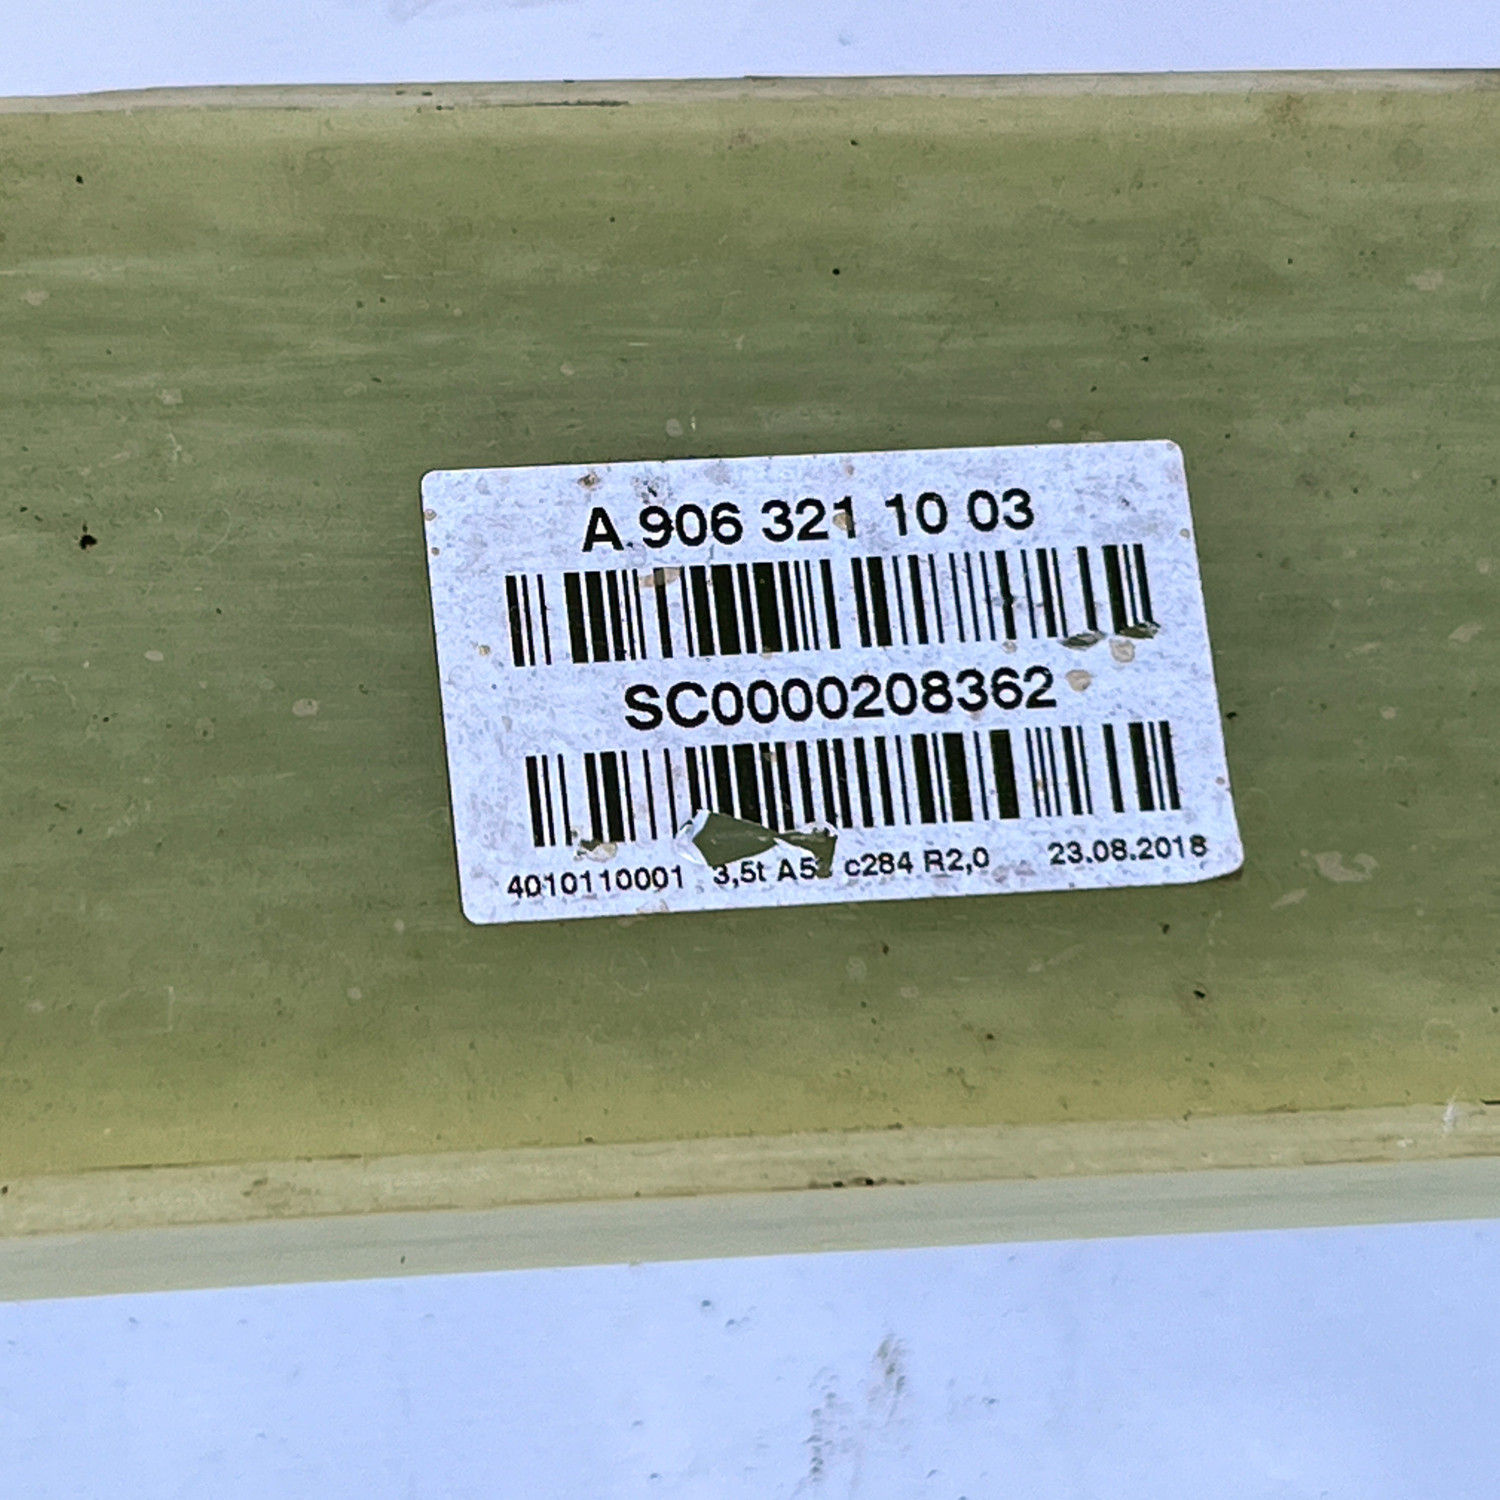 A 906 321 10 03
SC0000208362
4010110001 3,5t c284 R2,0 23.08.2018